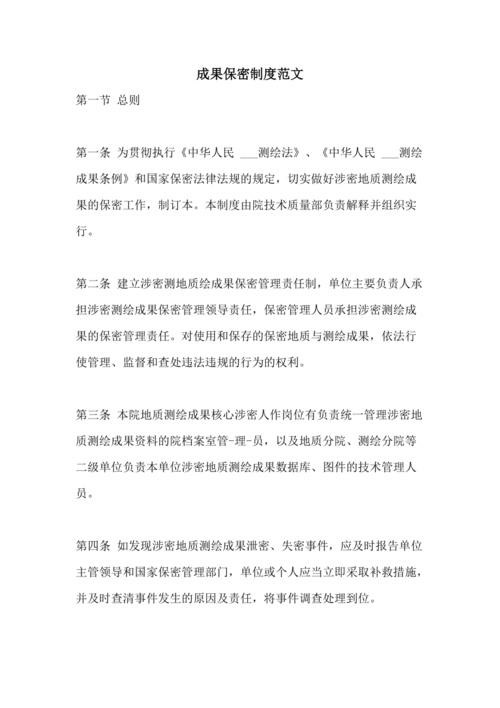 成果保密制度范文
第一节 总则
第一条 为贯彻执行《中华人民 ___测绘法》、《中华人民 ___测绘
成果条例》和国家保密法律法规的规定，切实做好涉密地质测绘成
果的保密工作，制订本。本制度由院技术质量部负责解释并组织实
行。
第二条 建立涉密测地质绘成果保密管理责任制，单位主要负责人承
担涉密测绘成果保密管理领导责任，保密管理人员承担涉密测绘成
果的保密管理责任。对使用和保存的保密地质与测绘成果，依法行
使管理、监督和查处违法违规的行为的权利。
第三条 本院地质测绘成果核心涉密人作岗位有负责统一管理涉密地
质测绘成果资料的院档案室管-理-员，以及地质分院、测绘分院等
二级单位负责本单位涉密地质测绘成果数据库、图件的技术管理人
员。
第四条 如发现涉密地质测绘成果泄密、失密事件，应及时报告单位
主管领导和国家保密管理部门，单位或个人应当立即采取补救措施，
并及时查清事件发生的原因及责任，将事件调查处理到位。